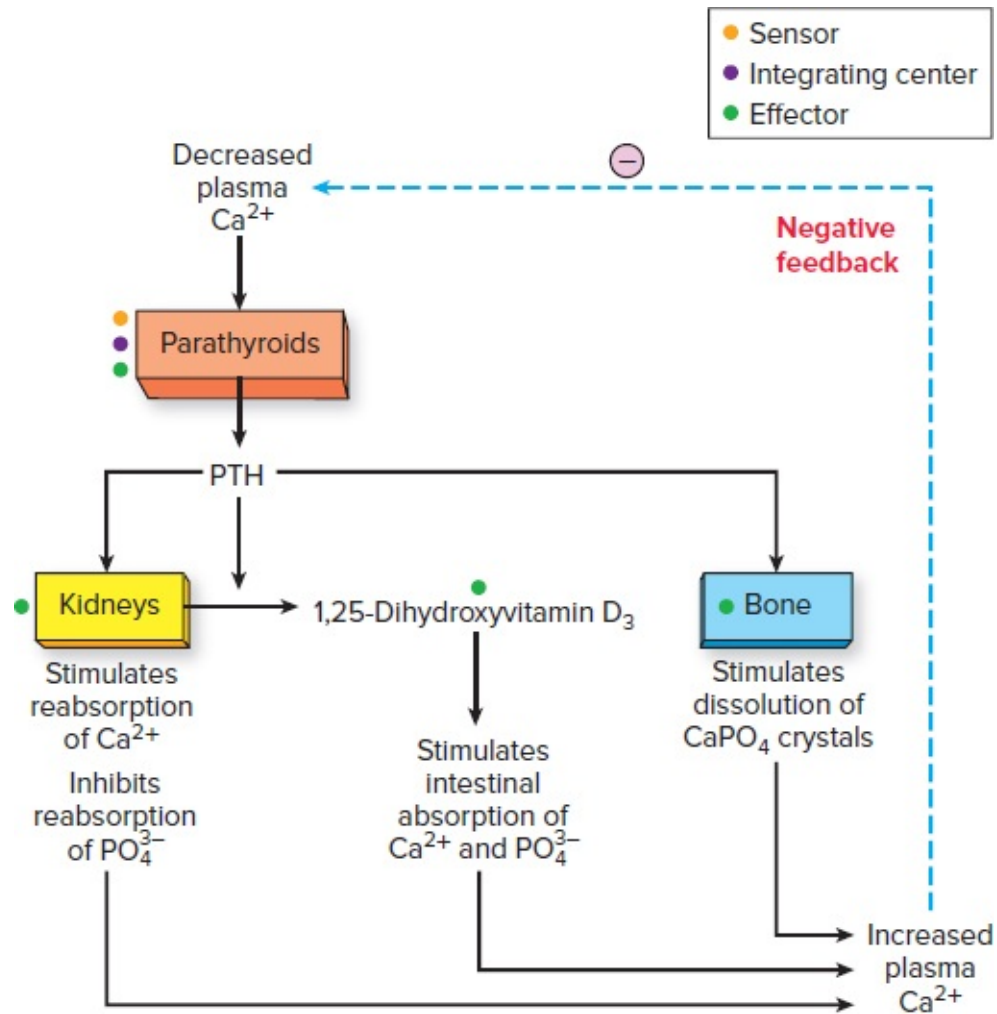 Sensor
Integrating center
Effector
Decreased
plasma
Ca²⁺
−
Negative
feedback
Parathyroids
PTH
Kidneys
1,25-Dihydroxyvitamin D₃
Bone
Stimulates
reabsorption
of Ca²⁺
Inhibits
reabsorption
of PO₄³⁻
Stimulates
intestinal
absorption of
Ca²⁺ and PO₄³⁻
Stimulates
dissolution of
CaPO₄ crystals
Increased
plasma
Ca²⁺